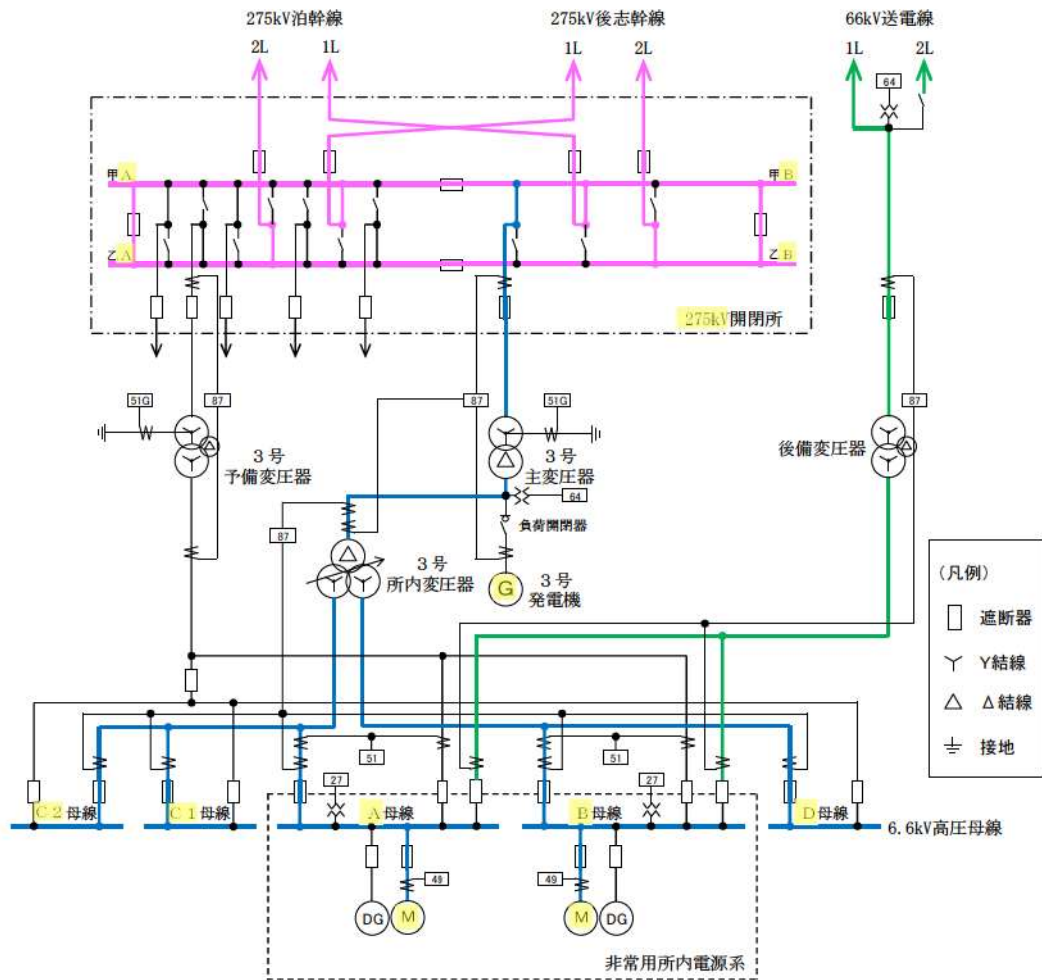 275kV泊幹線
275kV後志幹線
66kV送電線
2L
1L
1L
2L
1L
2L
64
甲A
甲B
乙A
乙B
275kV開閉所
51G
87
87
51G
87
3号
予備変圧器
3号
主変圧器
後備変圧器
64
87
負荷開閉器
3号
所内変圧器
G
3号
発電機
(凡例)
遮断器
Y結線
Δ結線
接地
51
51
27
27
C2母線
C1母線
A母線
B母線
D母線
6.6kV高圧母線
49
49
DG
M
M
DG
非常用所内電源系